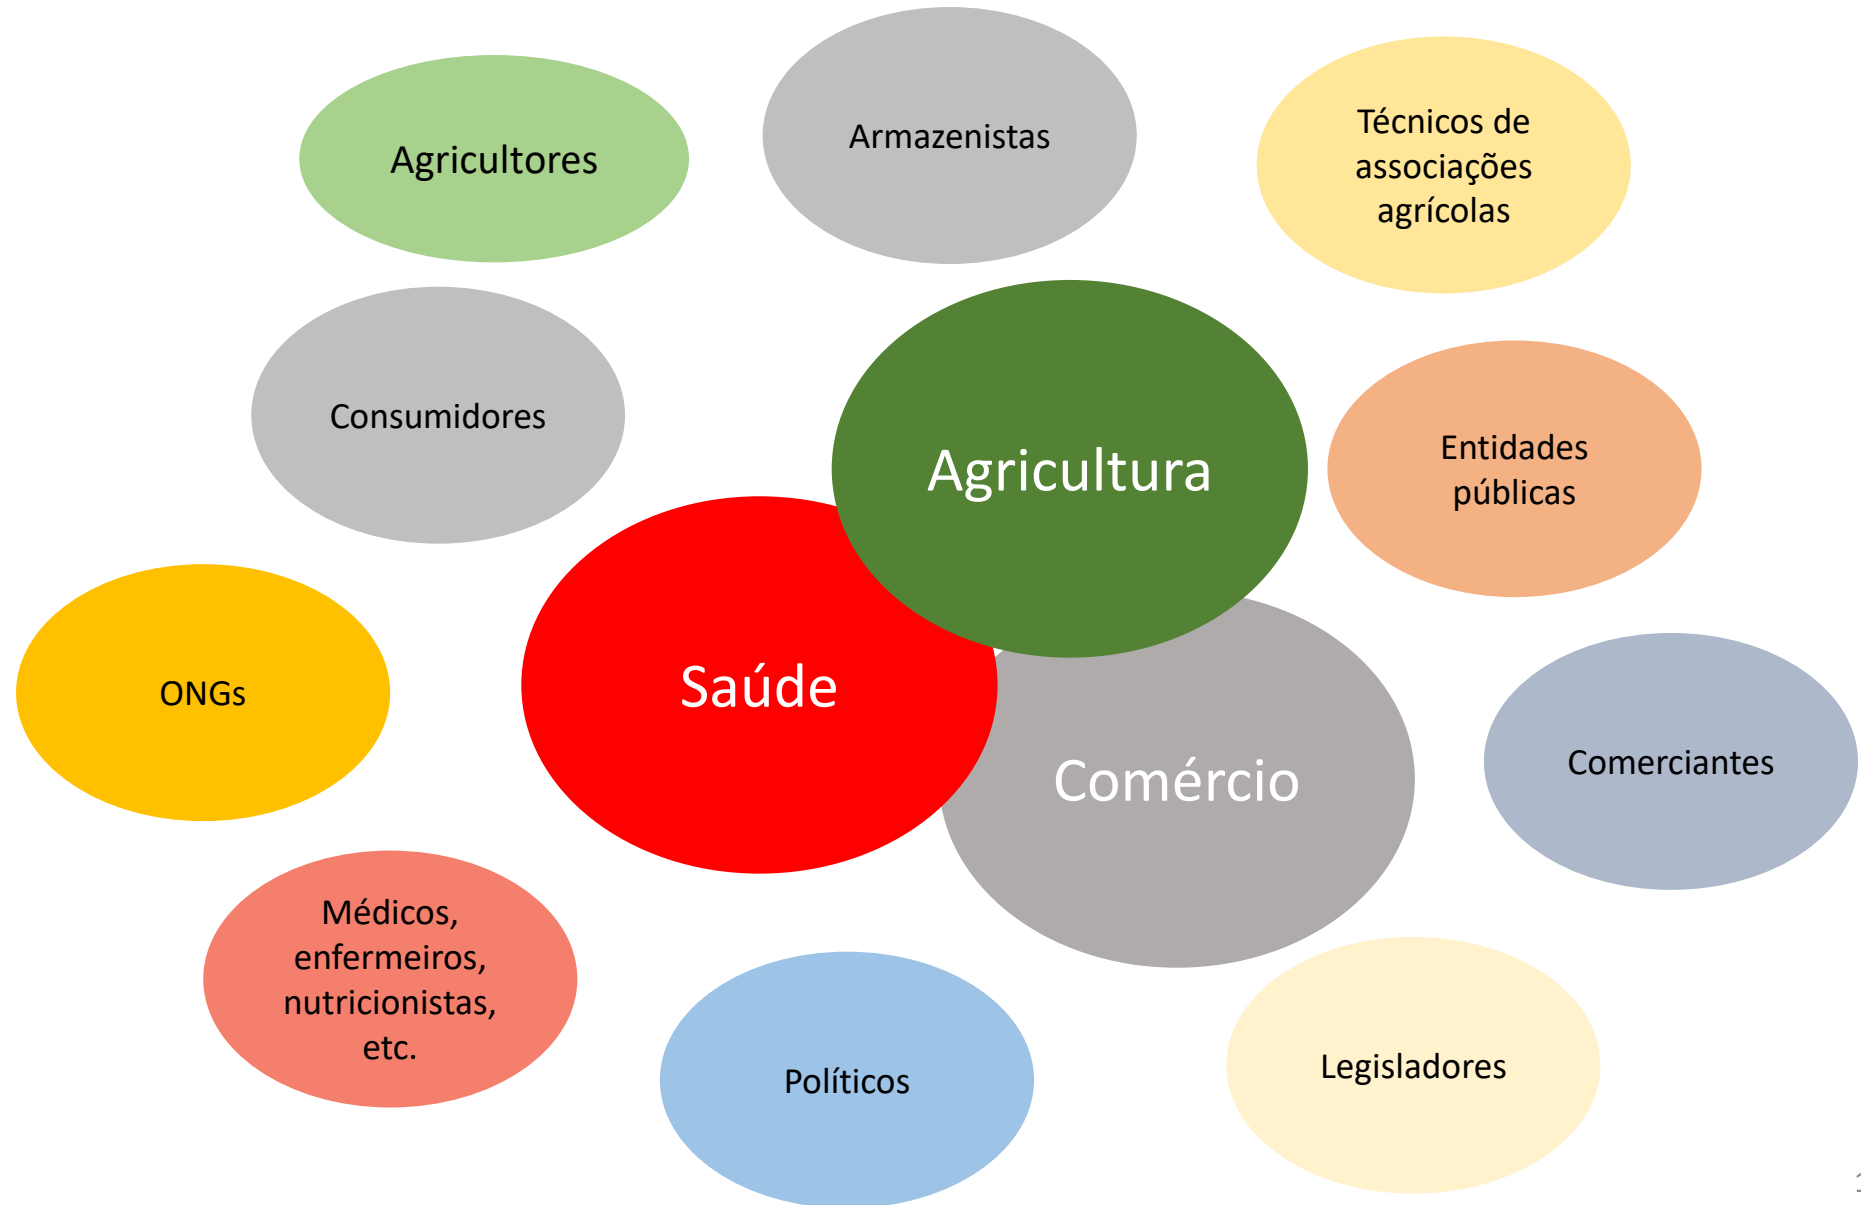 Armazenistas
Agricultores
Técnicos de
associações
agrícolas
Consumidores
Agricultura
Entidades
públicas
ONGs
Saúde
Comércio
Comerciantes
Médicos,
enfermeiros,
nutricionistas,
etc.
Políticos
Legisladores